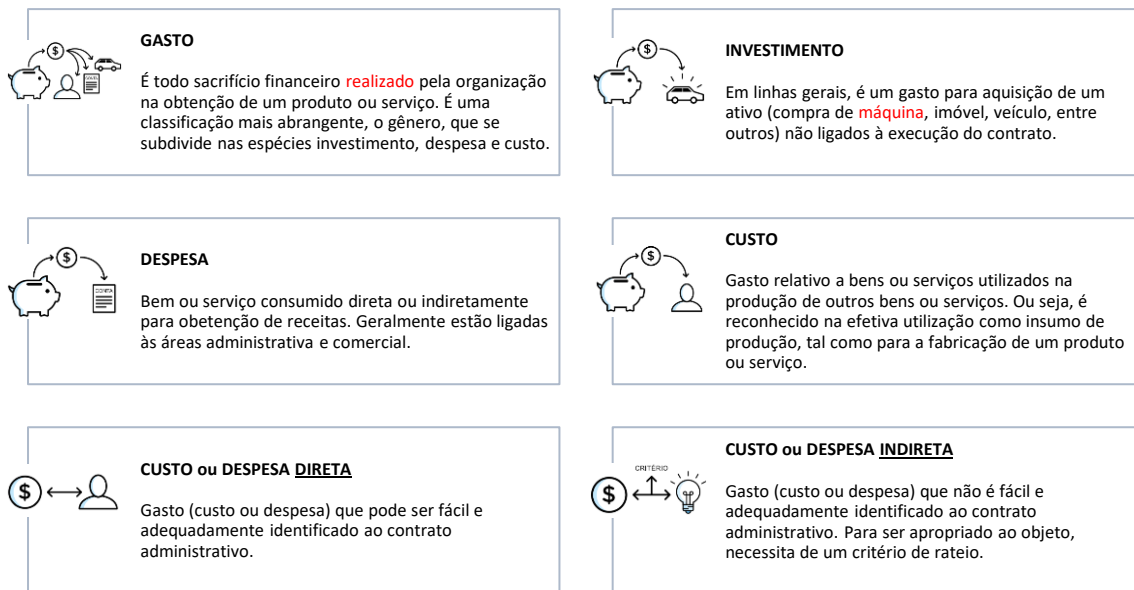 GASTO
É todo sacrifício financeiro realizado pela organização
na obtenção de um produto ou serviço. É uma
classificação mais abrangente, o gênero, que se
subdivide nas espécies investimento, despesa e custo.
INVESTIMENTO
Em linhas gerais, é um gasto para aquisição de um
ativo (compra de máquina, imóvel, veículo, entre
outros) não ligados à execução do contrato.
DESPESA
Bem ou serviço consumido direta ou indiretamente
para obetenção de receitas. Geralmente estão ligadas
às áreas administrativa e comercial.
CUSTO
Gasto relativo a bens ou serviços utilizados na
produção de outros bens ou serviços. Ou seja, é
reconhecido na efetiva utilização como insumo de
produção, tal como para a fabricação de um produto
ou serviço.
CUSTO ou DESPESA DIRETA
Gasto (custo ou despesa) que pode ser fácil e
adequadamente identificado ao contrato
administrativo.
CRITÉRIO
CUSTO ou DESPESA INDIRETA
Gasto (custo ou despesa) que não é fácil e
adequadamente identificado ao contrato
administrativo. Para ser apropriado ao objeto,
necessita de um critério de rateio.